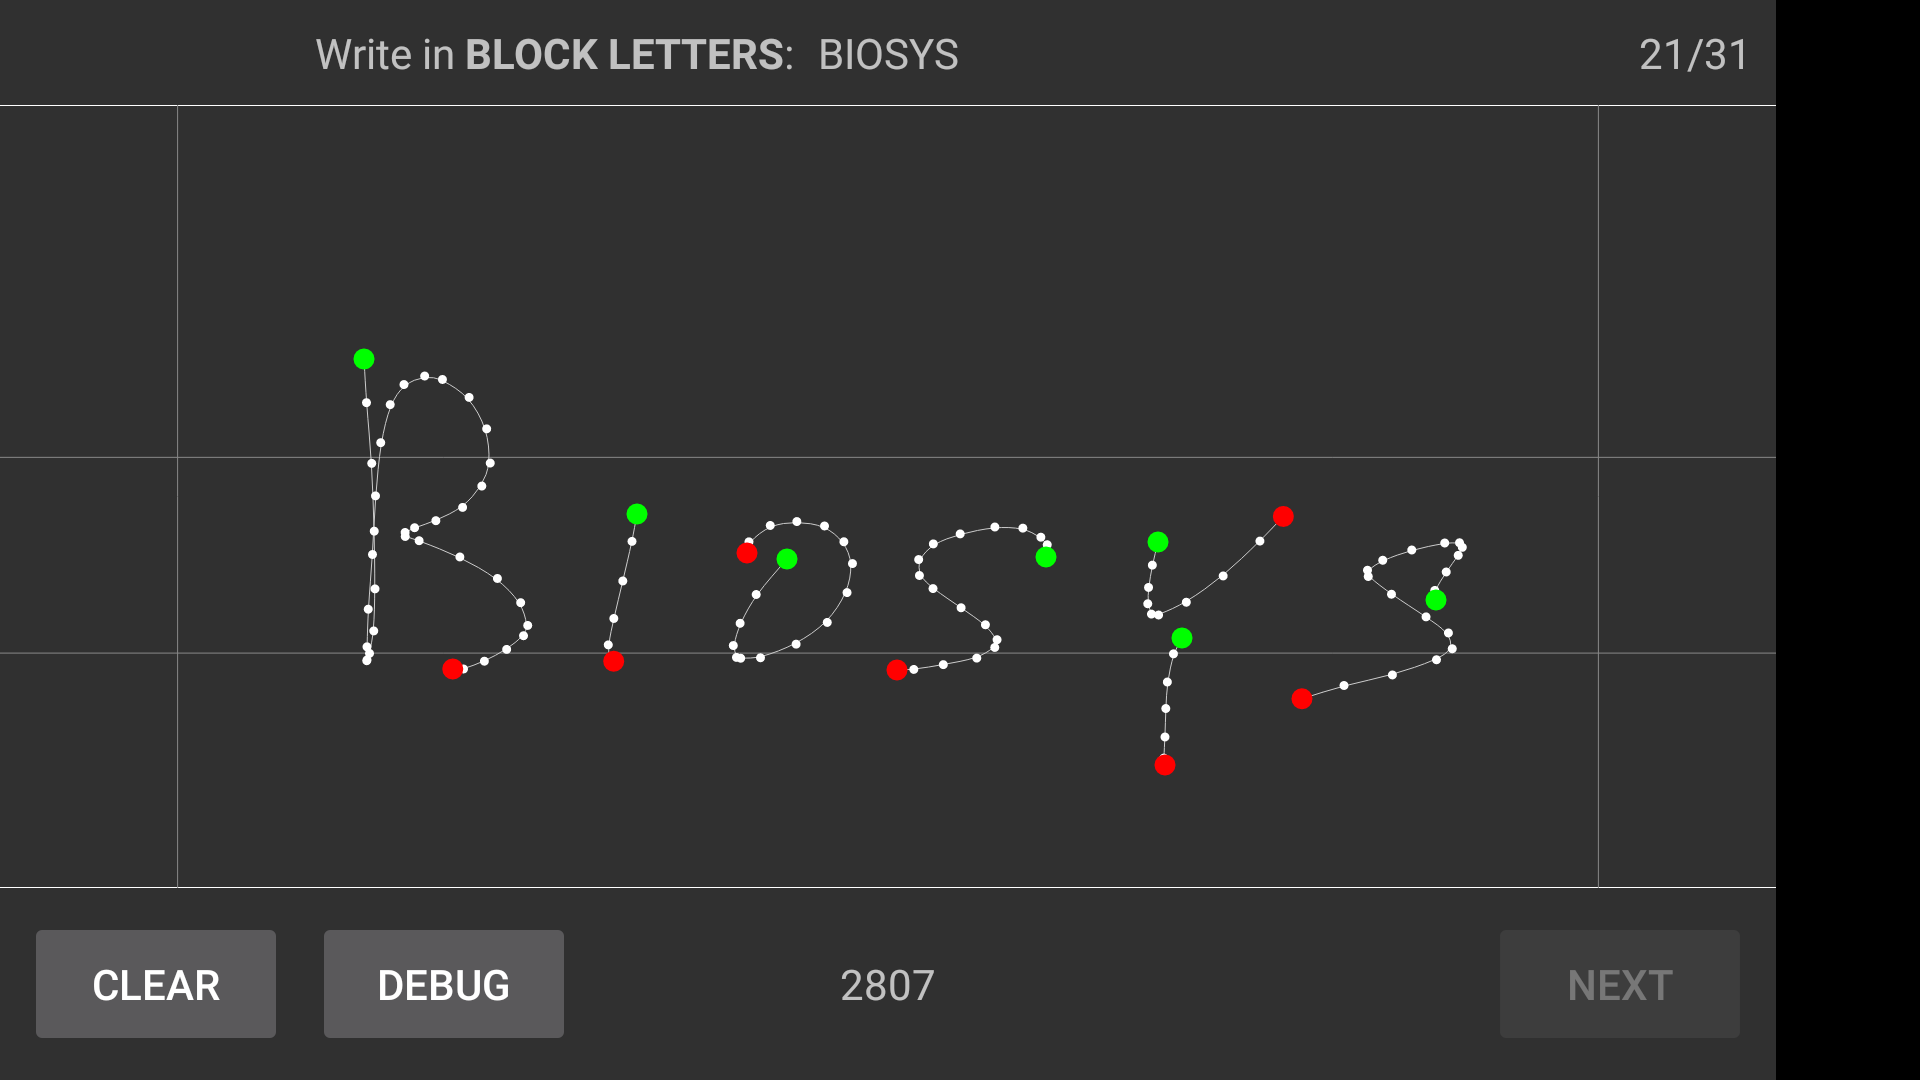 Write in BLOCK LETTERS: BIOSYS 21/31
BIOSYS
CLEAR DEBUG 2807 NEXT